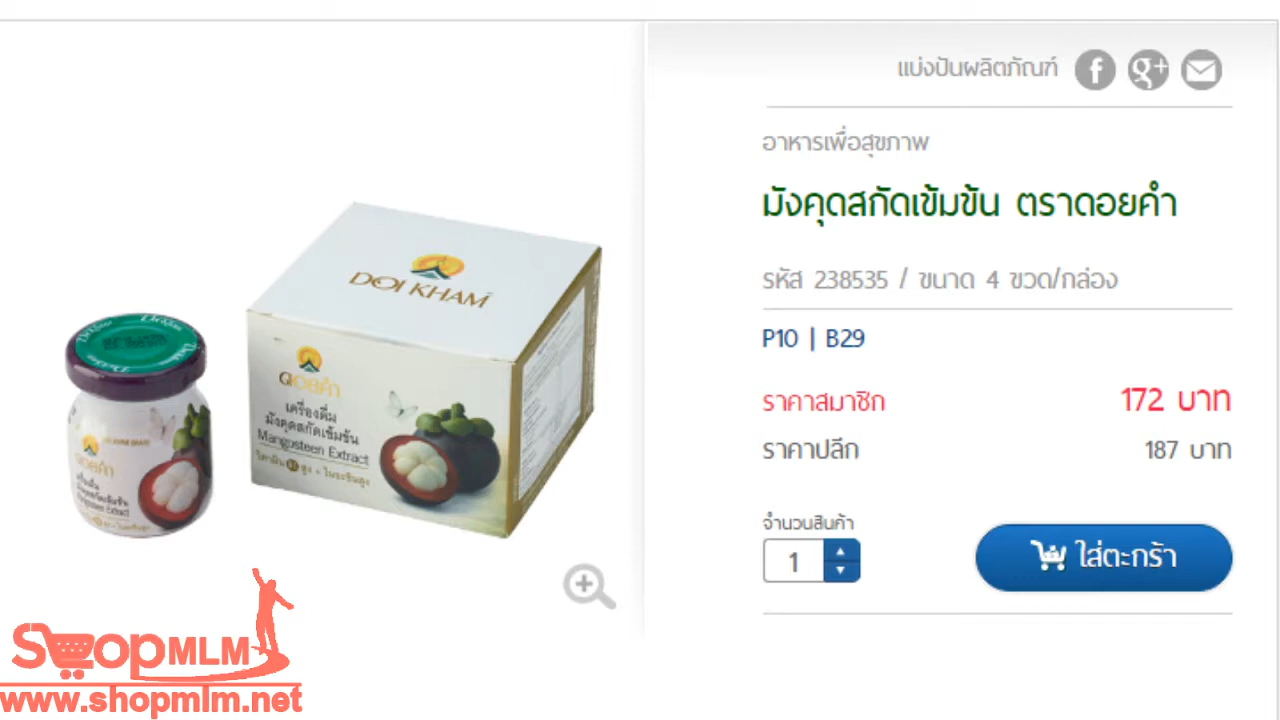 แบ่งปันผลิตภัณฑ์
อาหารเพื่อสุขภาพ
มังคุดสกัดเข้มข้น ตราดอยคำ
รหัส 238535 / ขนาด 4 ขวด/กล่อง
P10 | B29
ราคาสมาชิก 172 บาท
ราคาปลีก 187 บาท
จำนวนสินค้า
1
ใส่ตะกร้า
DOI KHAM
ดอยคำ
เครื่องดื่ม
มังคุดสกัดเข้มข้น
Mangosteen Extract
ดอยคำ
SHOPMLM
www.shopmlm.net